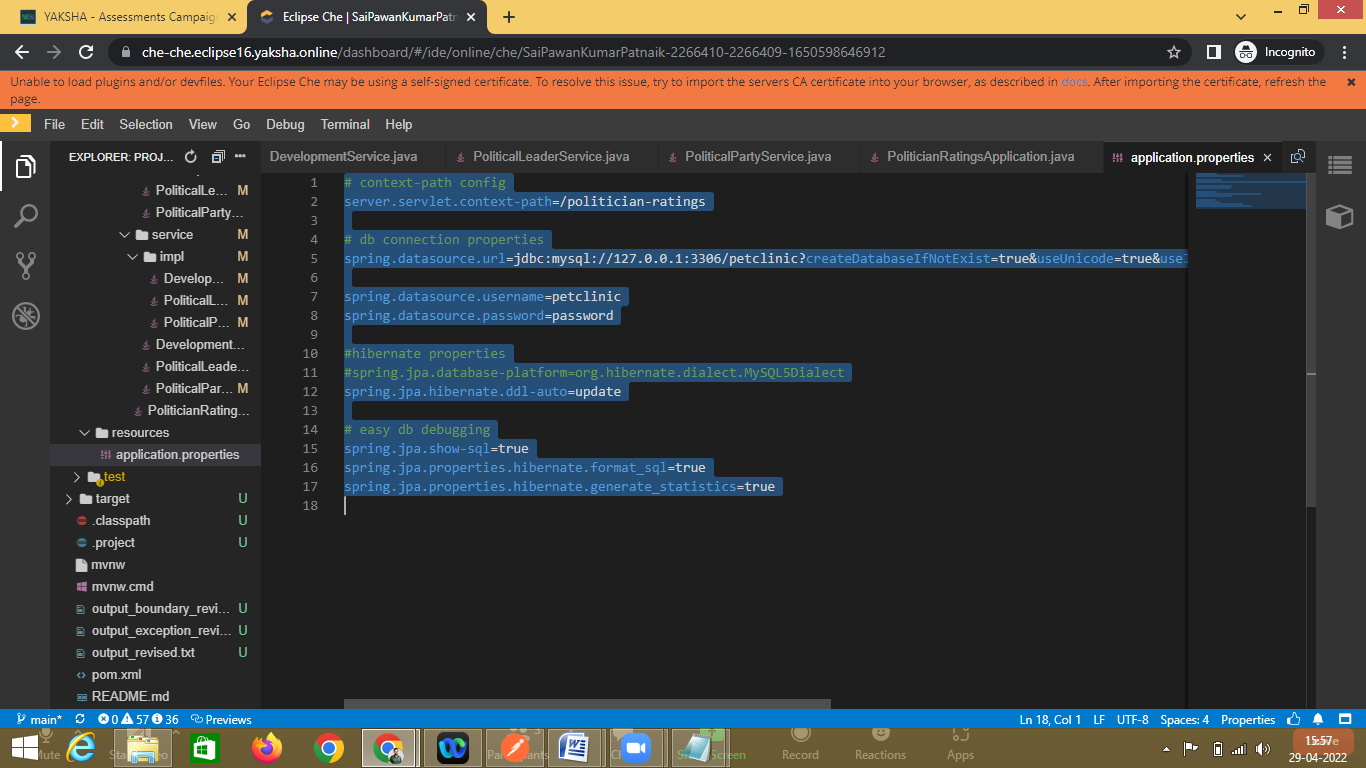 YAKSHA - Assessments Campaig
Eclipse Che | SaiPawanKumarPatn
che-che.eclipse16.yaksha.online/dashboard/#/ide/online/che/SaiPawanKumarPatnaik-2266410-2266409-1650598646912
Incognito
Unable to load plugins and/or devfiles. Your Eclipse Che may be using a self-signed certificate. To resolve this issue, try to import the servers CA certificate into your browser, as described in docs. After importing the certificate, refresh the
page.
File Edit Selection View Go Debug Terminal Help
EXPLORER: PROJ...
DevelopmentService.java PoliticalLeaderService.java PoliticalPartyService.java PoliticianRatingsApplication.java application.properties
PoliticalLe... M
PoliticalParty...
service M
impl M
Develop... M
PoliticalL... M
PoliticalP... M
Development...
PoliticalLeade...
PoliticalPar... M
PoliticianRating...
resources
application.properties
test
target U
.classpath U
.project U
mvnw
mvnw.cmd
output_boundary_revi... U
output_exception_revi... U
output_revised.txt U
pom.xml
README.md
1 # context-path config
2 server.servlet.context-path=/politician-ratings
3
4 # db connection properties
5 spring.datasource.url=jdbc:mysql://127.0.0.1:3306/petclinic?createDatabaseIfNotExist=true&useUnicode=true&use
6
7 spring.datasource.username=petclinic
8 spring.datasource.password=password
9
10 #hibernate properties
11 #spring.jpa.database-platform=org.hibernate.dialect.MySQL5Dialect
12 spring.jpa.hibernate.ddl-auto=update
13
14 # easy db debugging
15 spring.jpa.show-sql=true
16 spring.jpa.properties.hibernate.format_sql=true
17 spring.jpa.properties.hibernate.generate_statistics=true
18
main* 0 57 36 Previews
Ln 18, Col 1 LF UTF-8 Spaces: 4 Properties
Record Reactions Apps
15:57
29-04-2022